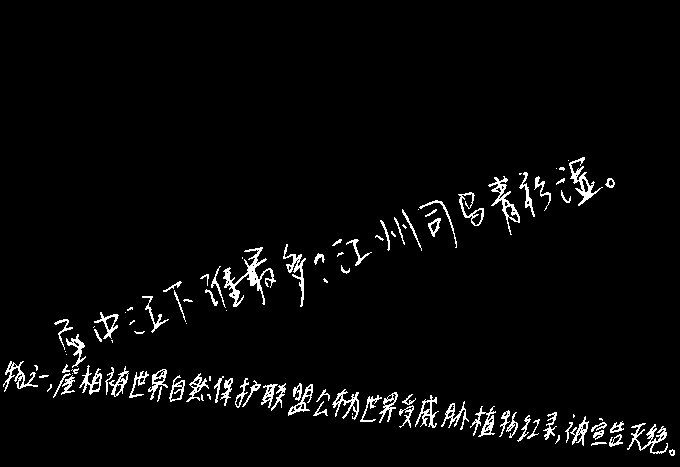 座中泣下谁最多?江州司马青衫湿。
物之一,崖柏被世界自然保护联盟公布为世界受威胁植物红录,被宣告灭绝。